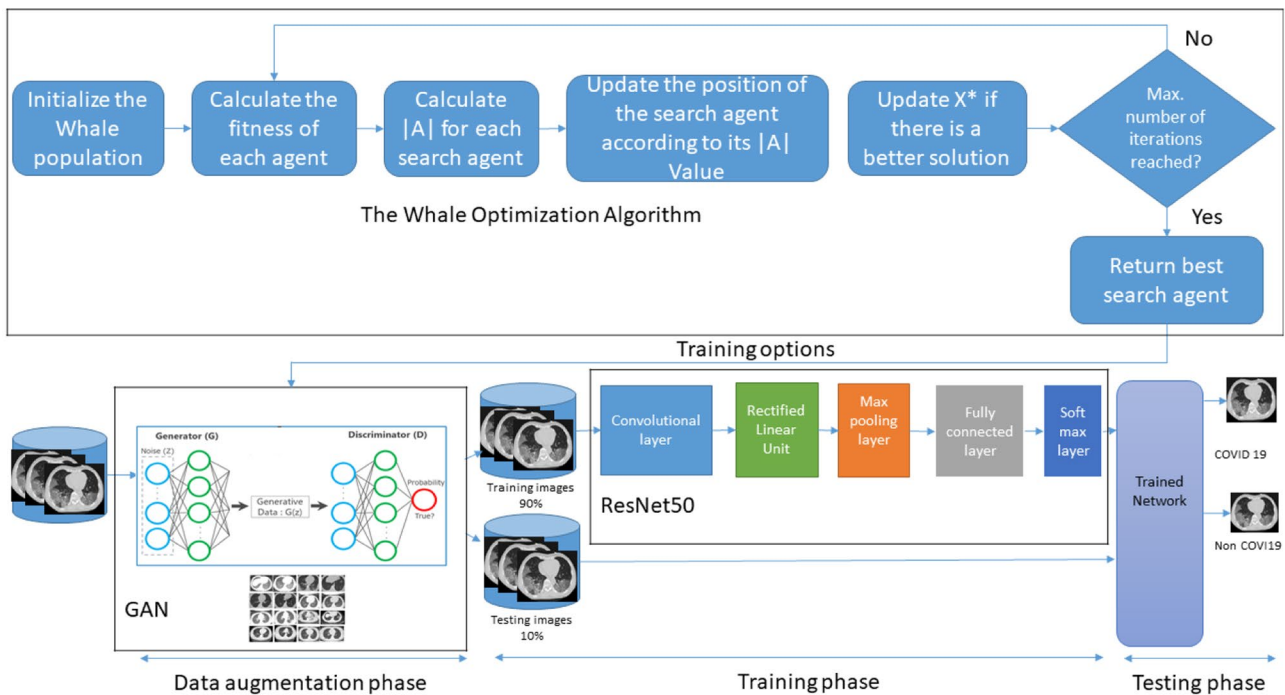 No
Initialize the
Whale
population
Calculate the
fitness of
each agent
Calculate
|A| for each
search agent
Update the position of
the search agent
according to its |A|
Value
Update X* if
there is a
better solution
Max.
number of
iterations
reached?
The Whale Optimization Algorithm
Yes
Return best
search agent
Training options
Generator (G)
Noise (Z)
Generative
Data : G(z)
Discriminator (D)
Probability
True?
GAN
Training images
90%
Testing images
10%
Convolutional
layer
Rectified
Linear
Unit
Max
pooling
layer
Fully
connected
layer
Soft
max
layer
ResNet50
Trained
Network
COVID 19
Non COVI19
Data augmentation phase
Training phase
Testing phase